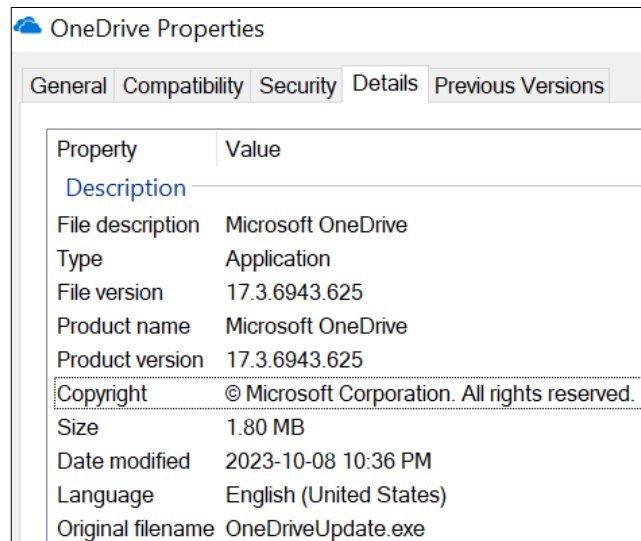 OneDrive Properties
General Compatibility Security Details Previous Versions
Property Value
Description
File description Microsoft OneDrive
Type Application
File version 17.3.6943.625
Product name Microsoft OneDrive
Product version 17.3.6943.625
Copyright © Microsoft Corporation. All rights reserved.
Size 1.80 MB
Date modified 2023-10-08 10:36 PM
Language English (United States)
Original filename OneDriveUpdate.exe